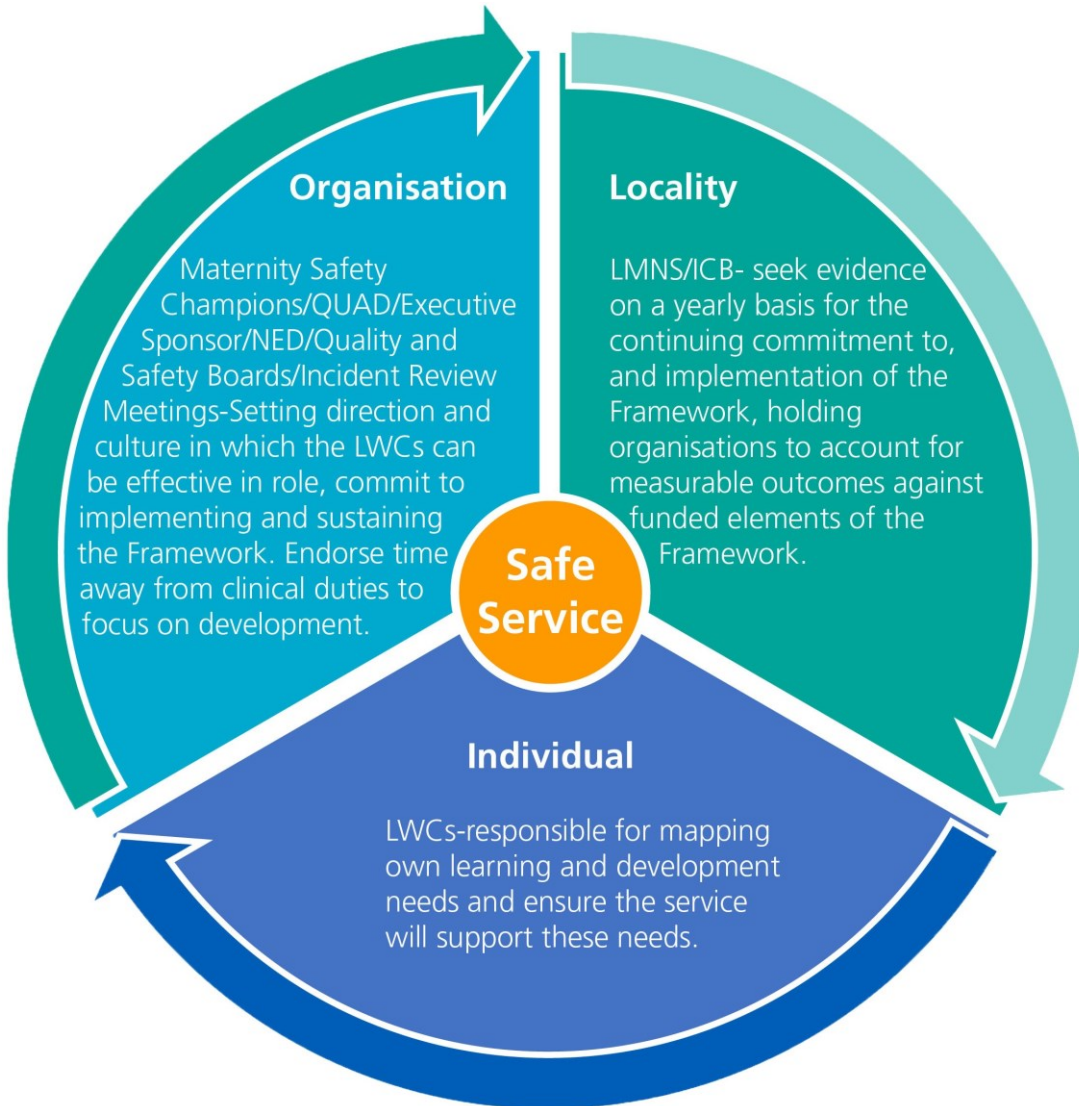 Organisation
Maternity Safety
Champions/QUAD/Executive
Sponsor/NED/Quality and
Safety Boards/Incident Review
Meetings-Setting direction and
culture in which the LWCs can
be effective in role, commit to
implementing and sustaining
the Framework. Endorse time
away from clinical duties to
focus on development.
Locality
LMNS/ICB- seek evidence
on a yearly basis for the
continuing commitment to,
and implementation of the
Framework, holding
organisations to account for
measurable outcomes against
funded elements of the
Framework.
Safe
Service
Individual
LWCs-responsible for mapping
own learning and development
needs and ensure the service
will support these needs.